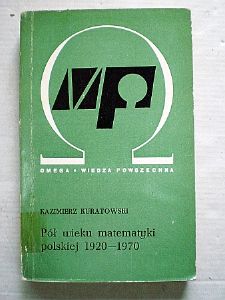 OMEGA • WIEDZA POWSZECHNA
KAZIMIERZ KURATOWSKI
Pół wieku matematyki
polskiej 1920—1970